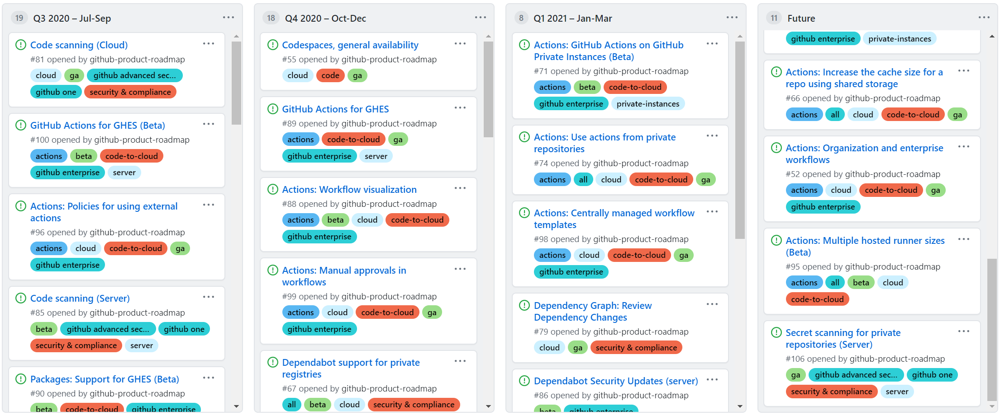 19 Q3 2020 – Jul-Sep
Code scanning (Cloud)
#81 opened by github-product-roadmap
cloud ga github advanced sec...
github one security & compliance
GitHub Actions for GHES (Beta)
#100 opened by github-product-roadmap
actions beta code-to-cloud
github enterprise server
Actions: Policies for using external
actions
#96 opened by github-product-roadmap
actions cloud code-to-cloud ga
github enterprise
Code scanning (Server)
#85 opened by github-product-roadmap
beta github advanced sec... github one
security & compliance server
Packages: Support for GHES (Beta)
#90 opened by github-product-roadmap
beta code-to-cloud github enterprise
18 Q4 2020 – Oct-Dec
Codespaces, general availability
#55 opened by github-product-roadmap
cloud code ga
GitHub Actions for GHES
#89 opened by github-product-roadmap
actions code-to-cloud ga
github enterprise server
Actions: Workflow visualization
#88 opened by github-product-roadmap
actions beta cloud code-to-cloud
github enterprise
Actions: Manual approvals in
workflows
#99 opened by github-product-roadmap
actions cloud code-to-cloud ga
github enterprise
Dependabot support for private
registries
#67 opened by github-product-roadmap
all beta cloud security & compliance
8 Q1 2021 – Jan-Mar
Actions: GitHub Actions on GitHub
Private Instances (Beta)
#71 opened by github-product-roadmap
actions beta code-to-cloud
github enterprise private-instances
Actions: Use actions from private
repositories
#74 opened by github-product-roadmap
actions all cloud code-to-cloud ga
Actions: Centrally managed workflow
templates
#98 opened by github-product-roadmap
actions cloud code-to-cloud ga
github enterprise
Dependency Graph: Review
Dependency Changes
#79 opened by github-product-roadmap
cloud ga security & compliance
Dependabot Security Updates (server)
#86 opened by github-product-roadmap
beta github enterprise
11 Future
github enterprise private-instances
Actions: Increase the cache size for a
repo using shared storage
#66 opened by github-product-roadmap
actions all cloud code-to-cloud ga
Actions: Organization and enterprise
workflows
#52 opened by github-product-roadmap
actions cloud code-to-cloud ga
github enterprise
Actions: Multiple hosted runner sizes
(Beta)
#95 opened by github-product-roadmap
actions all beta cloud
code-to-cloud
Secret scanning for private
repositories (Server)
#106 opened by github-product-roadmap
ga github advanced sec... github one
security & compliance server